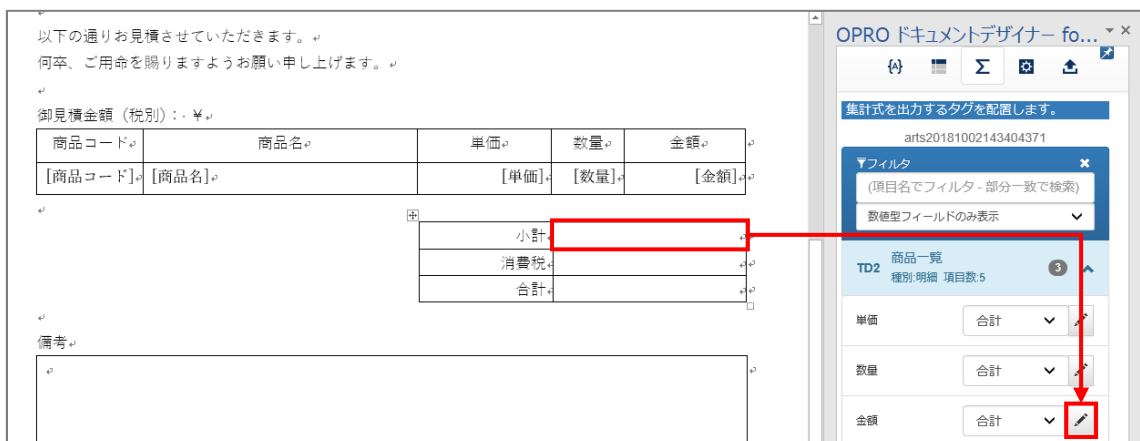 以下の通りお見積させていただきます。
何卒、ご用命を賜りますようお願い申し上げます。
御見積金額（税別）：￥
商品コード 商品名 単価 数量 金額
[商品コード] [商品名] [単価] [数量] [金額]
小計
消費税
合計
備考
OPRO ドキュメントデザイナー fo...
{A} Σ
集計式を出力するタグを配置します。
arts20181002143404371
フィルタ
(項目名でフィルタ - 部分一致で検索)
数値型フィールドのみ表示
TD2 商品一覧 3
種別:明細 項目数:5
単価 合計
数量 合計
金額 合計